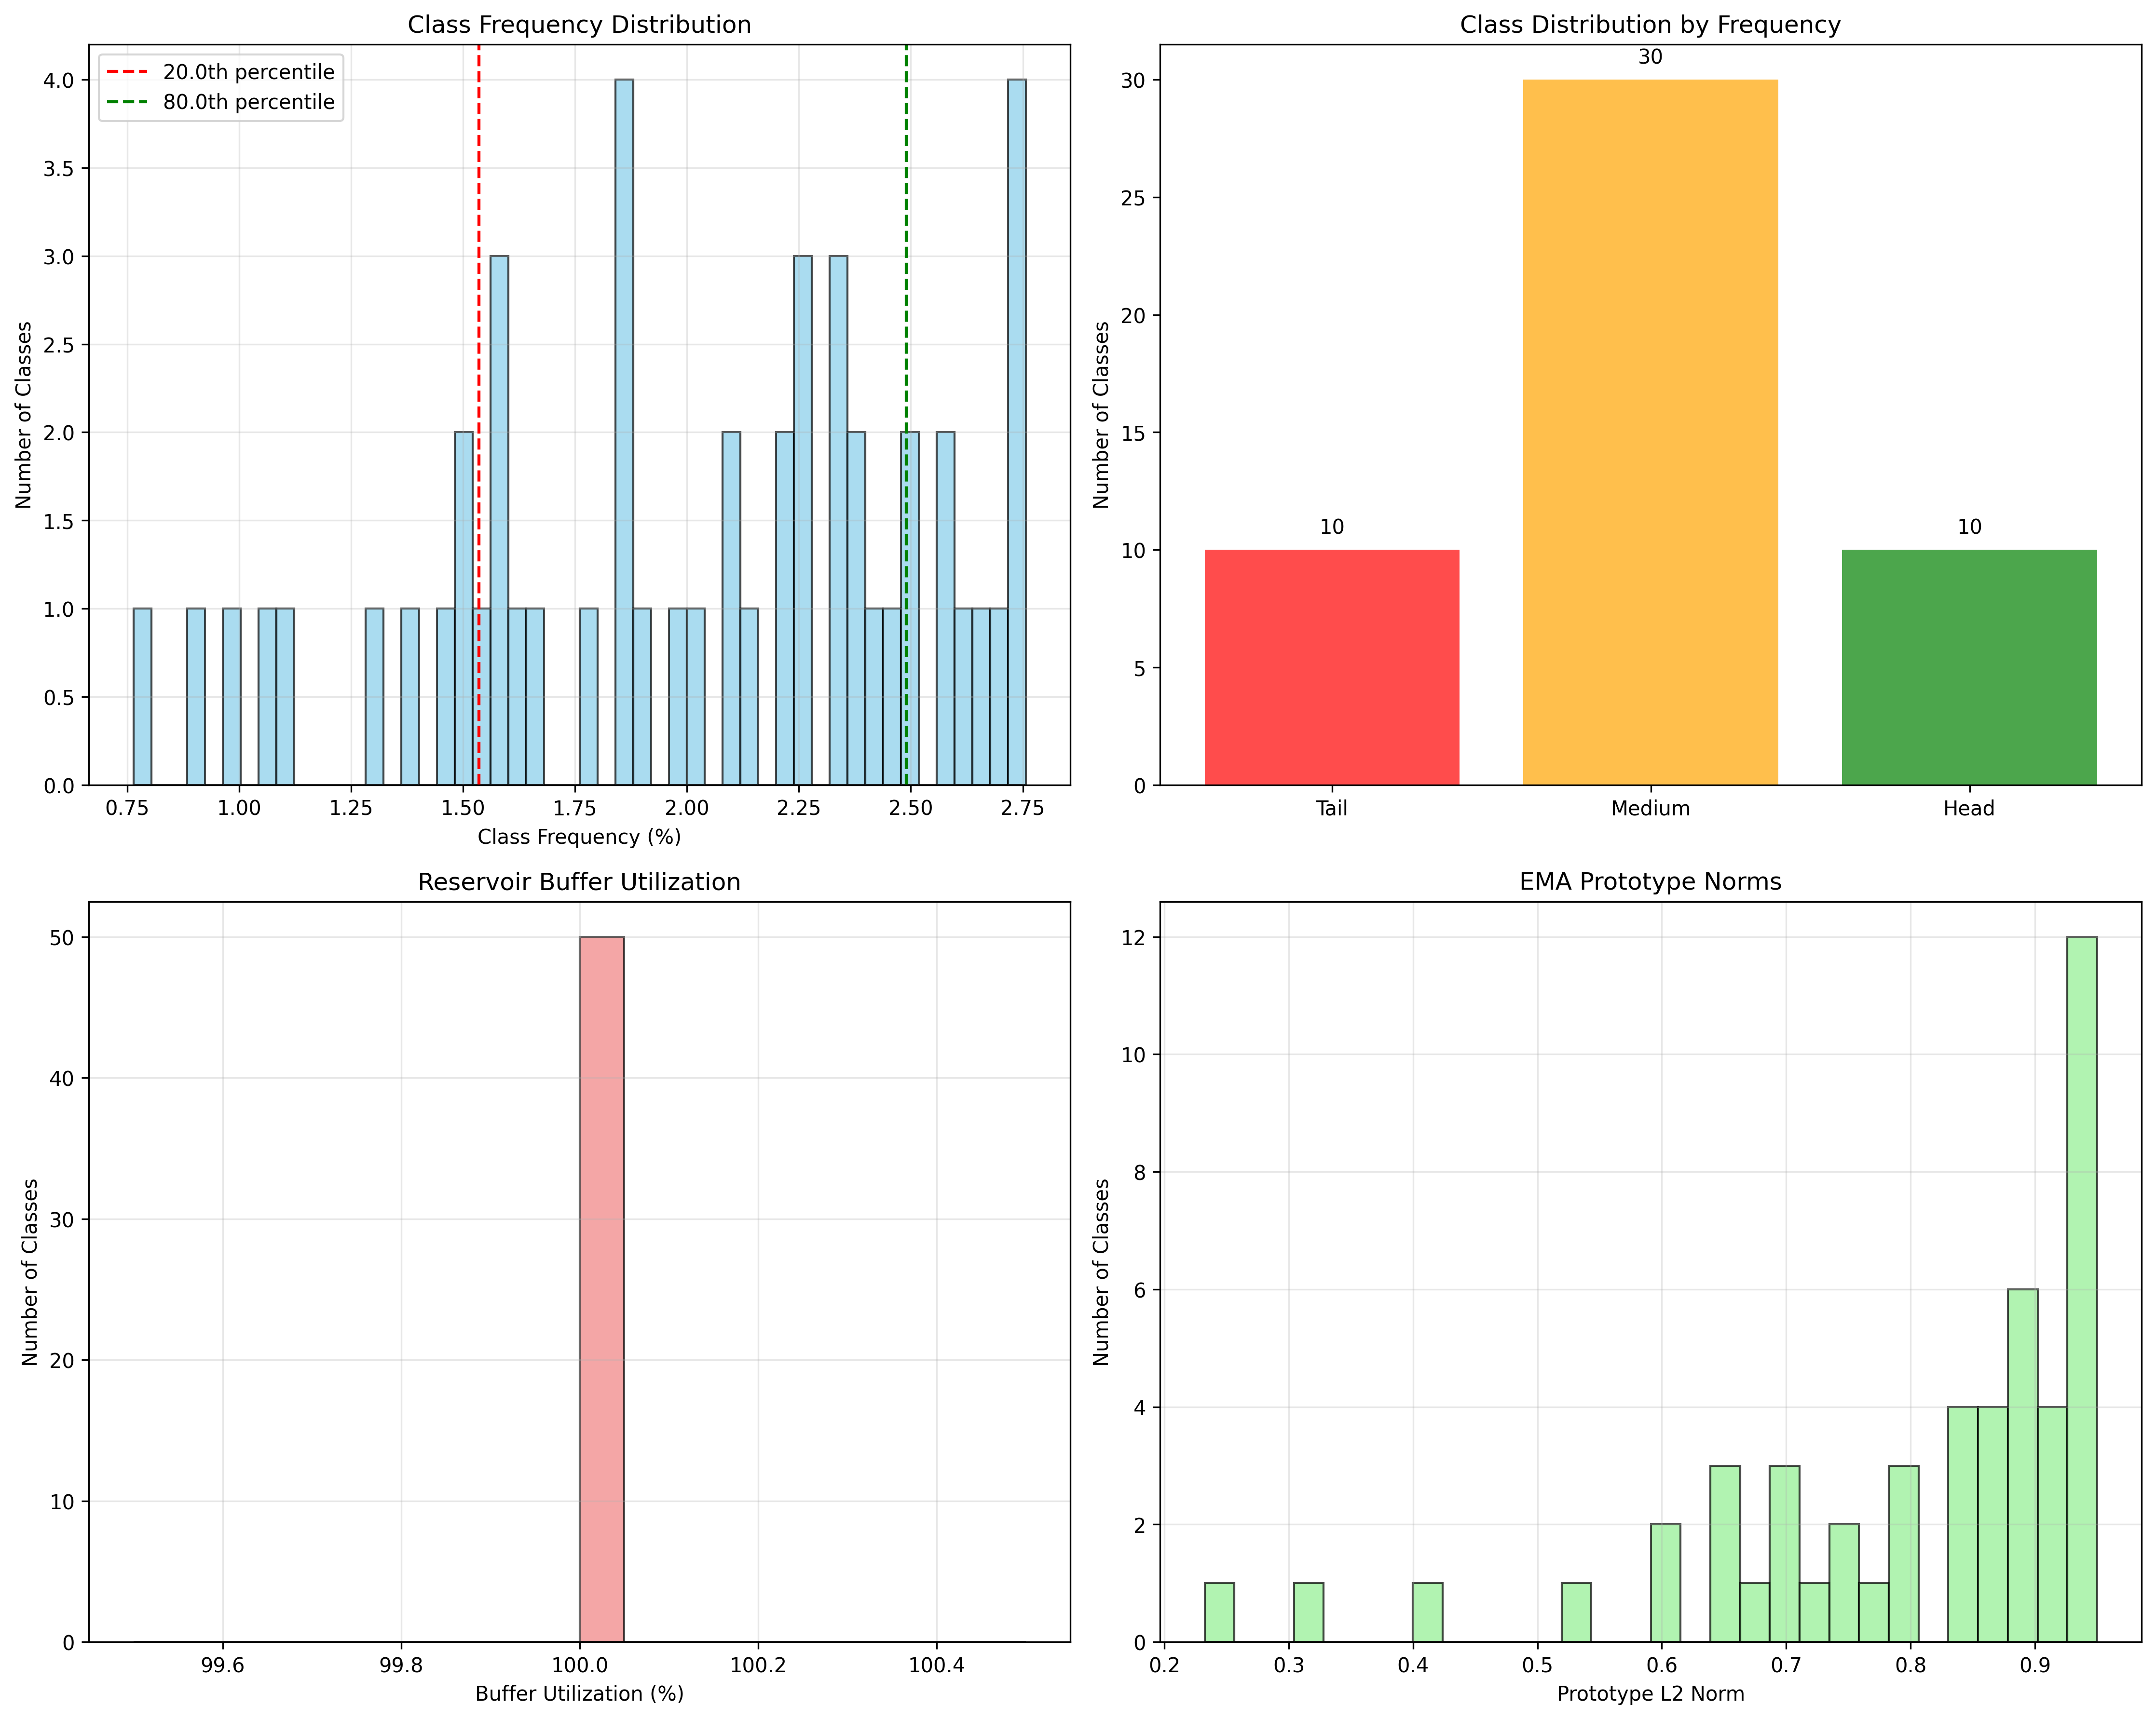 Class Frequency Distribution
20.0th percentile
80.0th percentile
Number of Classes
4.0
3.5
3.0
2.5
2.0
1.5
1.0
0.5
0.0
0.75 1.00 1.25 1.50 1.75 2.00 2.25 2.50 2.75
Class Frequency (%)
Class Distribution by Frequency
Number of Classes
30
25
20
15
10
5
0
10
30
10
Tail Medium Head
Reservoir Buffer Utilization
Number of Classes
50
40
30
20
10
0
99.6 99.8 100.0 100.2 100.4
Buffer Utilization (%)
EMA Prototype Norms
Number of Classes
12
10
8
6
4
2
0
0.2 0.3 0.4 0.5 0.6 0.7 0.8 0.9
Prototype L2 Norm